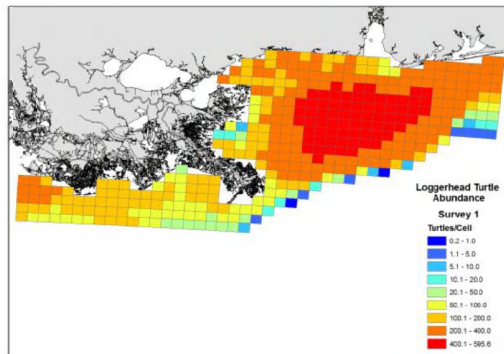 Loggerhead Turtle
Abundance
Survey 1
Turtles/Cell
0.2 - 1.0
1.1 - 5.0
5.1 - 10.0
10.1 - 20.0
20.1 - 50.0
50.1 - 100.0
100.1 - 200.0
200.1 - 400.0
400.1 - 595.6